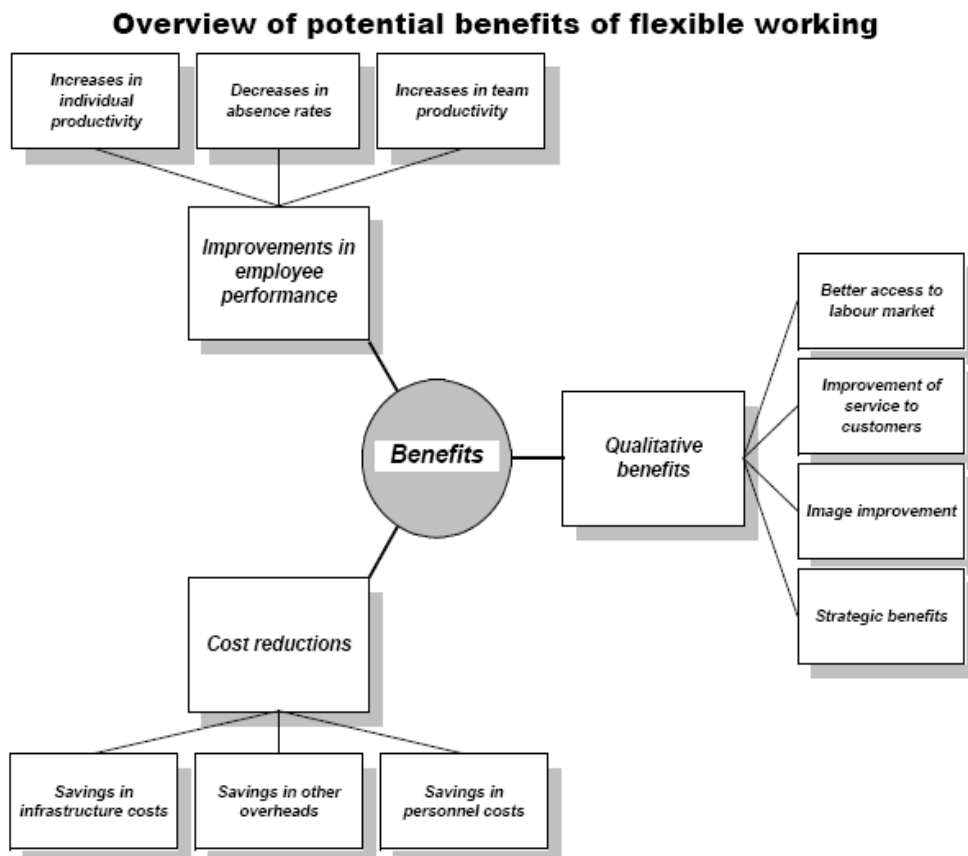 Overview of potential benefits of flexible working
Increases in
individual
productivity
Decreases in
absence rates
Increases in team
productivity
Improvements in
employee
performance
Better access to
labour market
Improvement of
service to
customers
Benefits
Qualitative
benefits
Image improvement
Strategic benefits
Cost reductions
Savings in
infrastructure costs
Savings in other
overheads
Savings in
personnel costs